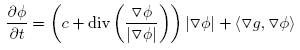 ∂ϕ/∂t = (c + div(▽ϕ/|▽ϕ|)) |▽ϕ| + ⟨▽g, ▽ϕ⟩